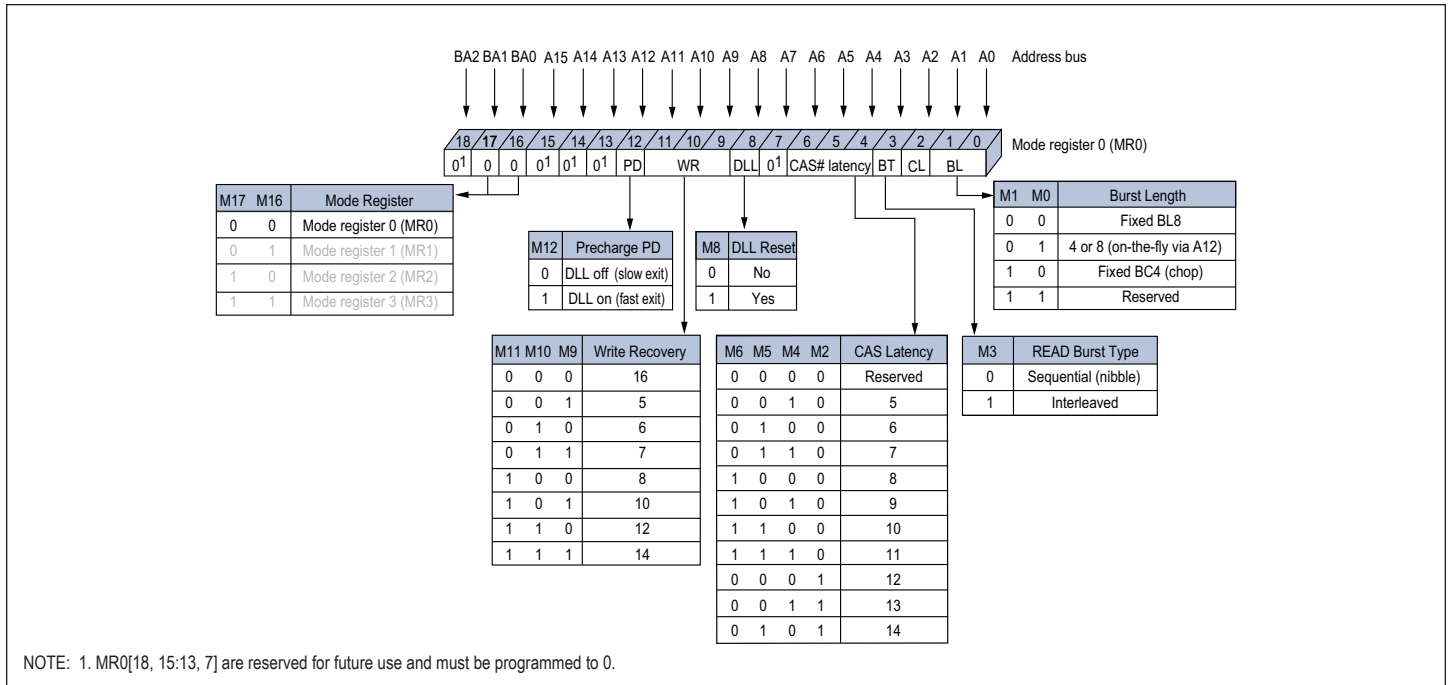 BA2 BA1 BA0 A15 A14 A13 A12 A11 A10 A9 A8 A7 A6 A5 A4 A3 A2 A1 A0 Address bus
18 17 16 15 14 13 12 11 10 9 8 7 6 5 4 3 2 1 0 Mode register 0 (MR0)
0¹ 0 0 0¹ 0¹ 0¹ PD WR DLL 0¹ CAS# latency BT CL BL
M17 M16 Mode Register
0 0 Mode register 0 (MR0)
0 1 Mode register 1 (MR1)
1 0 Mode register 2 (MR2)
1 1 Mode register 3 (MR3)
M12 Precharge PD
0 DLL off (slow exit)
1 DLL on (fast exit)
M8 DLL Reset
0 No
1 Yes
M1 M0 Burst Length
0 0 Fixed BL8
0 1 4 or 8 (on-the-fly via A12)
1 0 Fixed BC4 (chop)
1 1 Reserved
M11 M10 M9 Write Recovery
0 0 0 16
0 0 1 5
0 1 0 6
0 1 1 7
1 0 0 8
1 0 1 10
1 1 0 12
1 1 1 14
M6 M5 M4 M2 CAS Latency
0 0 0 0 Reserved
0 0 1 0 5
0 1 0 0 6
0 1 1 0 7
1 0 0 0 8
1 0 1 0 9
1 1 0 0 10
1 1 1 0 11
0 0 0 1 12
0 0 1 1 13
0 1 0 1 14
M3 READ Burst Type
0 Sequential (nibble)
1 Interleaved
NOTE: 1. MR0[18, 15:13, 7] are reserved for future use and must be programmed to 0.